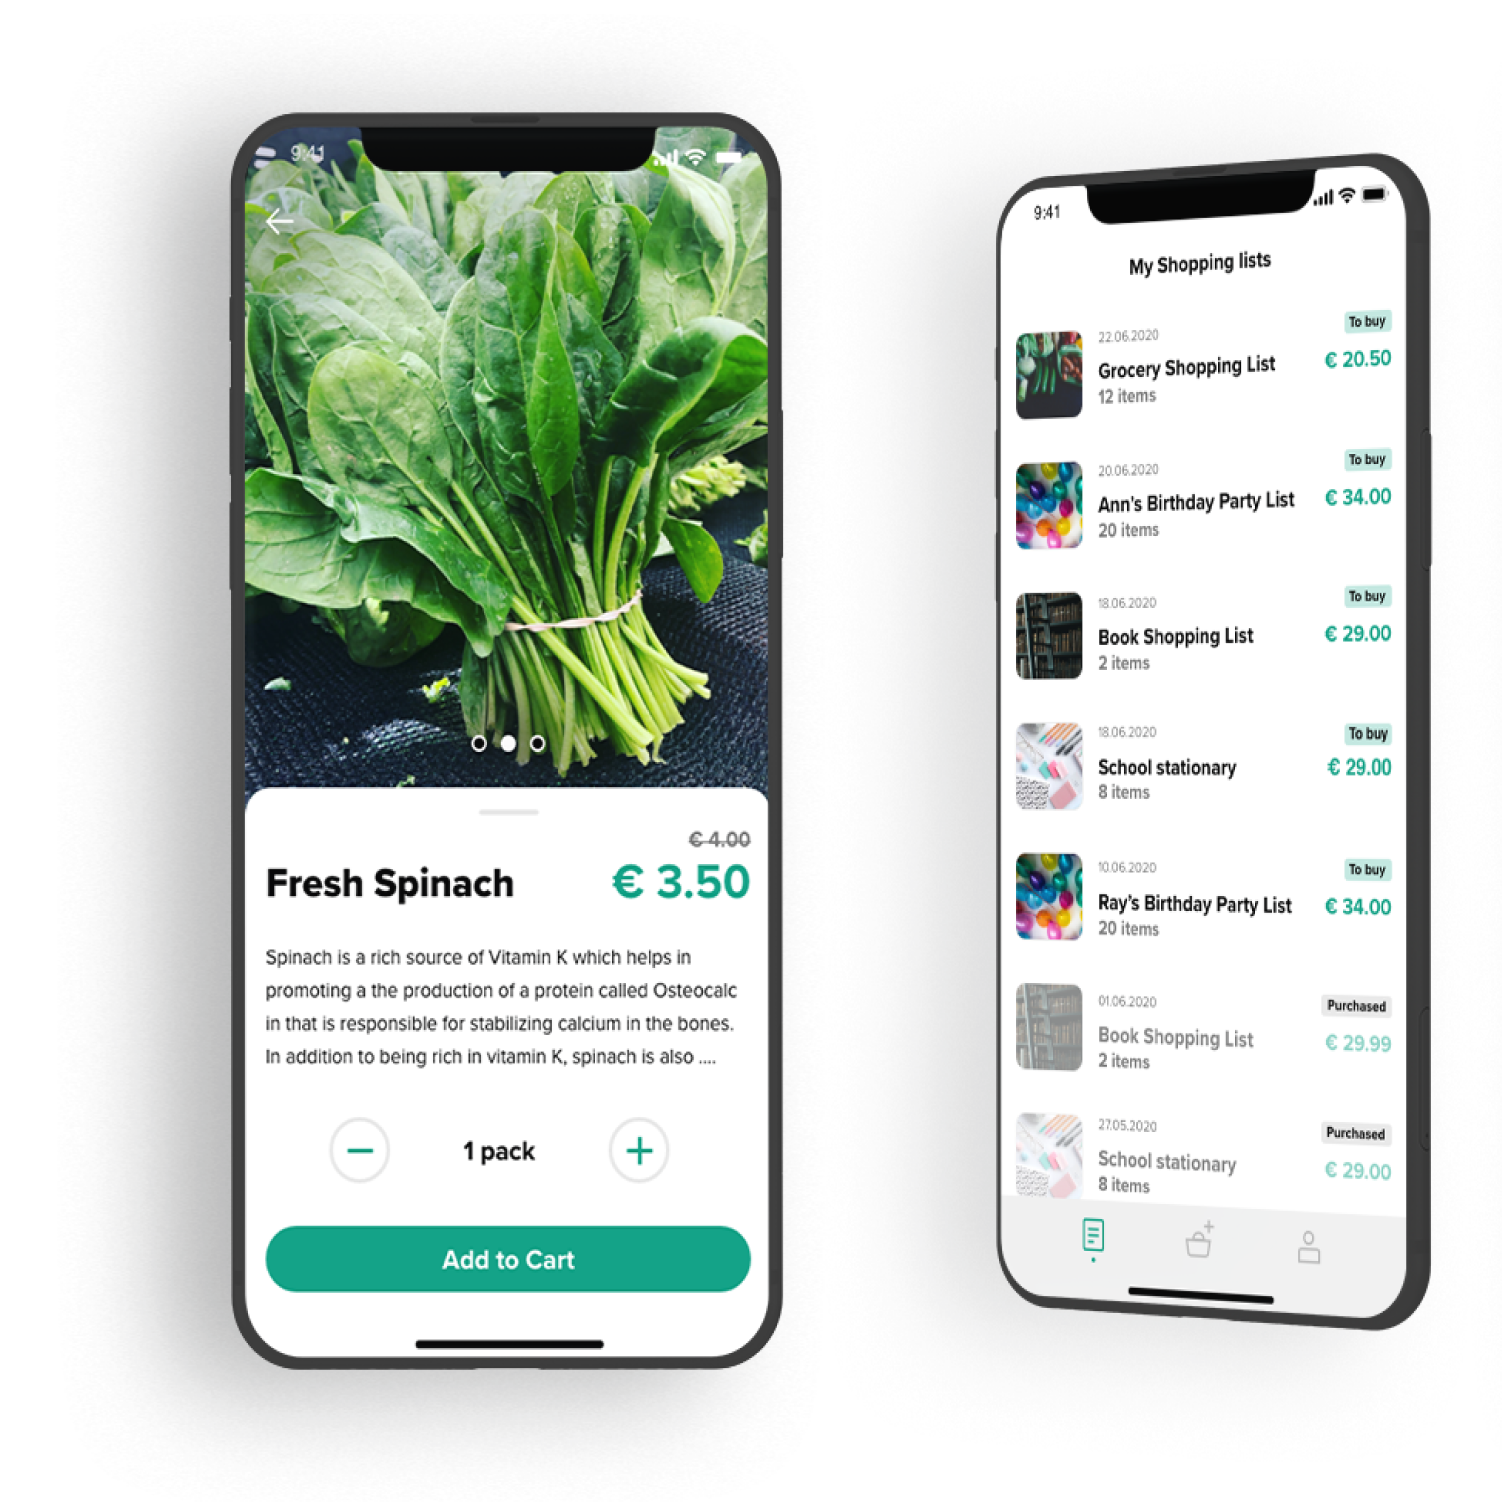 9:41
€ 4.00
Fresh Spinach
€ 3.50
Spinach is a rich source of Vitamin K which helps in
promoting a the production of a protein called Osteocalc
in that is responsible for stabilizing calcium in the bones.
In addition to being rich in vitamin K, spinach is also ....
1 pack
Add to Cart
9:41
My Shopping lists
22.06.2020
To buy
Grocery Shopping List
€ 20.50
12 items
20.06.2020
To buy
Ann's Birthday Party List
€ 34.00
20 items
18.06.2020
To buy
Book Shopping List
€ 29.00
2 items
18.06.2020
To buy
School stationary
€ 29.00
8 items
10.06.2020
To buy
Ray's Birthday Party List
€ 34.00
20 items
01.06.2020
Purchased
Book Shopping List
€ 29.99
2 items
27.05.2020
Purchased
School stationary
€ 29.00
8 items